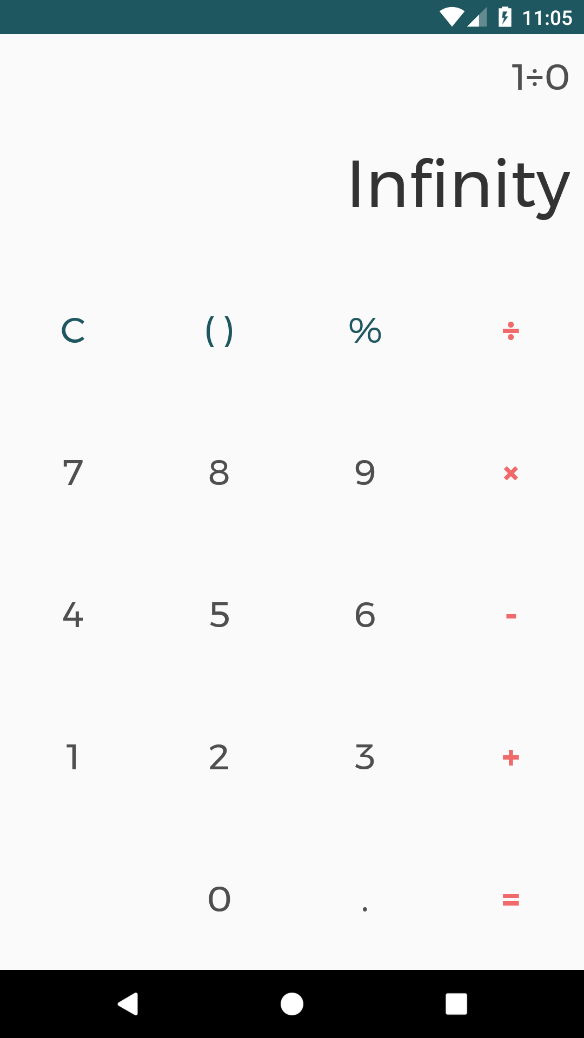 11:05
1÷0
Infinity
C ( ) % ÷
7 8 9 ×
4 5 6 -
1 2 3 +
0 . =